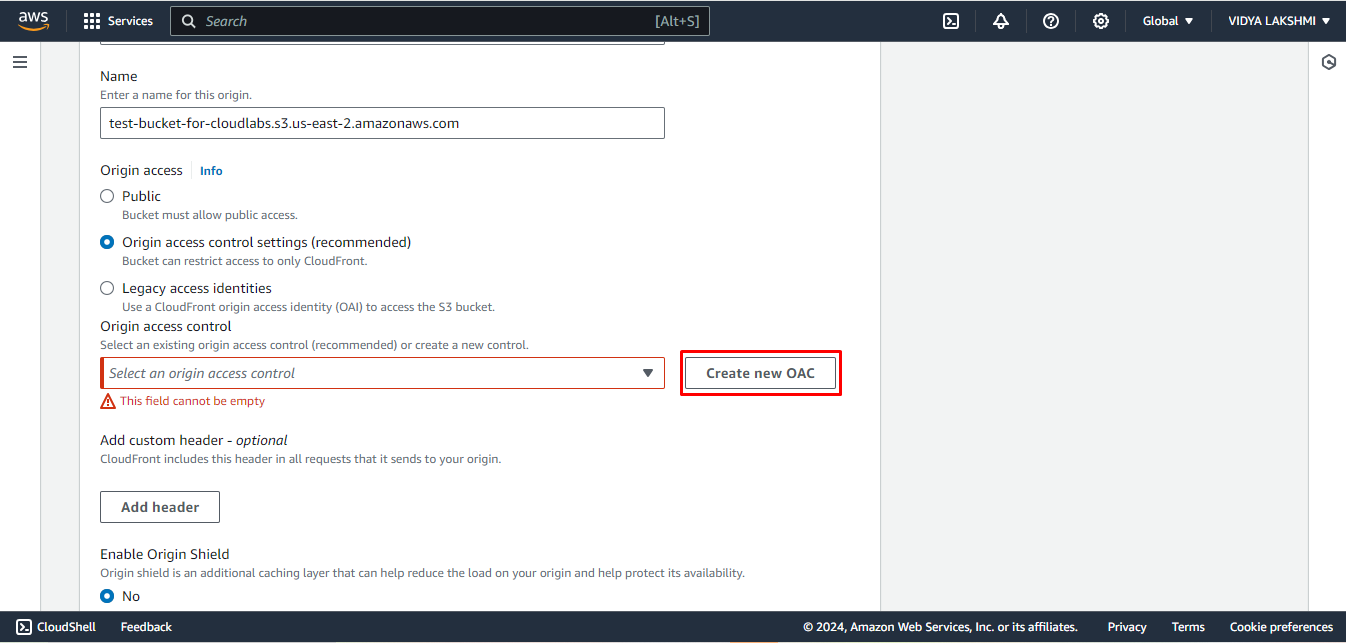 aws
Services
Search
[Alt+S]
Global
VIDYA LAKSHMI
Name
Enter a name for this origin.
test-bucket-for-cloudlabs.s3.us-east-2.amazonaws.com
Origin access
Info
Public
Bucket must allow public access.
Origin access control settings (recommended)
Bucket can restrict access to only CloudFront.
Legacy access identities
Use a CloudFront origin access identity (OAI) to access the S3 bucket.
Origin access control
Select an existing origin access control (recommended) or create a new control.
Select an origin access control
Create new OAC
This field cannot be empty
Add custom header - optional
CloudFront includes this header in all requests that it sends to your origin.
Add header
Enable Origin Shield
Origin shield is an additional caching layer that can help reduce the load on your origin and help protect its availability.
No
CloudShell
Feedback
© 2024, Amazon Web Services, Inc. or its affiliates.
Privacy
Terms
Cookie preferences